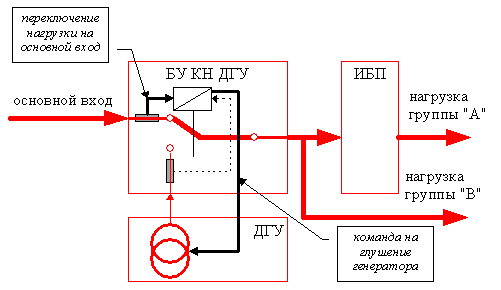 переключение
нагрузки на
основной вход
БУ КН ДГУ
ИБП
основной вход
нагрузка
группы "А"
нагрузка
группы "В"
ДГУ
команда на
глушение
генератора